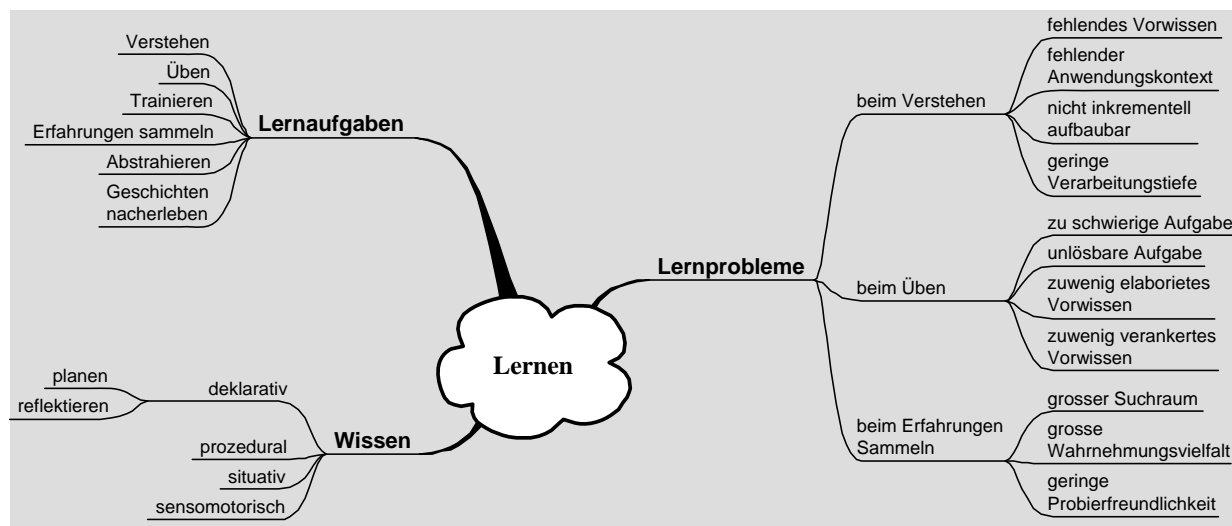 Verstehen
Üben
Trainieren
Erfahrungen sammeln
Abstrahieren
Geschichten
nacherleben
Lernaufgaben
Lernen
planen
reflektieren
deklarativ
prozedural
situativ
sensomotorisch
Wissen
Lernprobleme
beim Verstehen
fehlendes Vorwissen
fehlender
Anwendungskontext
nicht inkrementell
aufbaubar
geringe
Verarbeitungstiefe
beim Üben
zu schwierige Aufgabe
unlösbare Aufgabe
zuwenig elaborietes
Vorwissen
zuwenig verankertes
Vorwissen
beim Erfahrungen
Sammeln
grosser Suchraum
grosse
Wahrnehmungsvielfalt
geringe
Probierfreundlichkeit